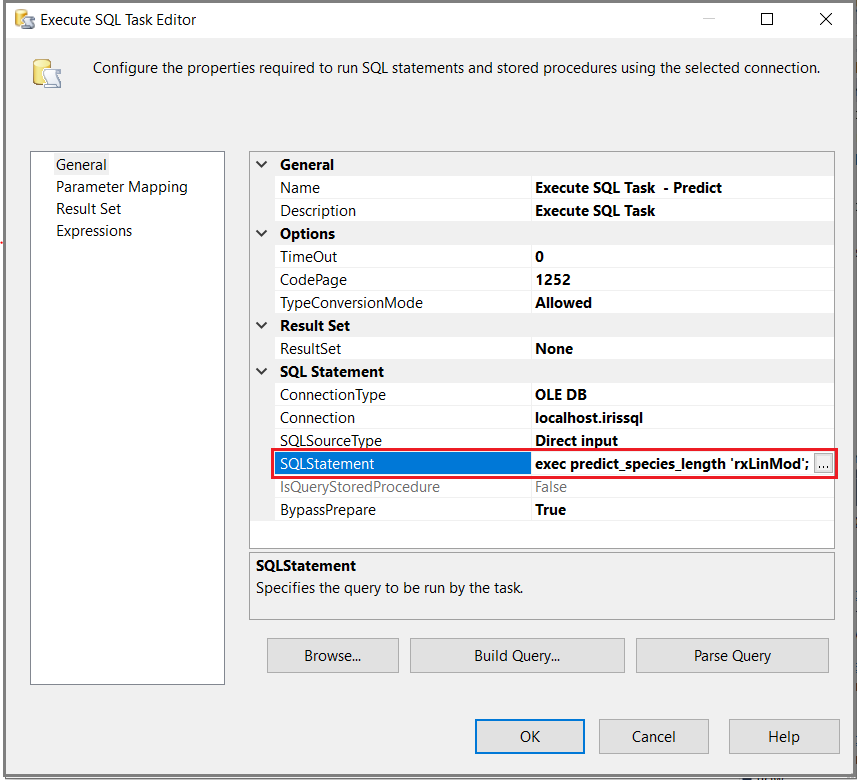 Execute SQL Task Editor
Configure the properties required to run SQL statements and stored procedures using the selected connection.
General
Parameter Mapping
Result Set
Expressions
General
Name Execute SQL Task  - Predict
Description Execute SQL Task
Options
TimeOut 0
CodePage 1252
TypeConversionMode Allowed
Result Set
ResultSet None
SQL Statement
ConnectionType OLE DB
Connection localhost.irissql
SQLSourceType Direct input
SQLStatement exec predict_species_length 'rxLinMod'; ...
IsQueryStoredProcedure False
BypassPrepare True
SQLStatement
Specifies the query to be run by the task.
Browse... Build Query... Parse Query
OK Cancel Help